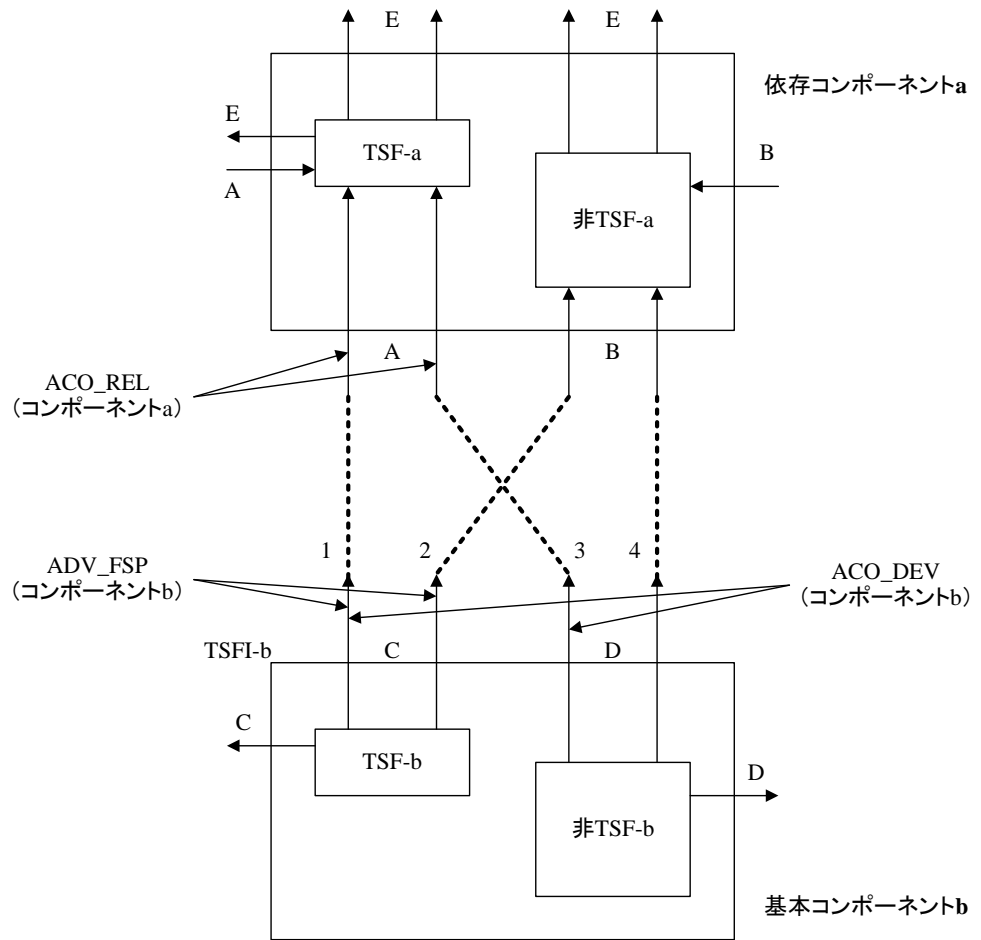 E
E
依存コンポーネントa
E
TSF-a
A
B
非TSF-a
A
B
ACO_REL
（コンポーネントa）
1
2
3
4
ADV_FSP
（コンポーネントb）
ACO_DEV
（コンポーネントb）
TSFI-b
C
D
C
TSF-b
D
非TSF-b
基本コンポーネントb